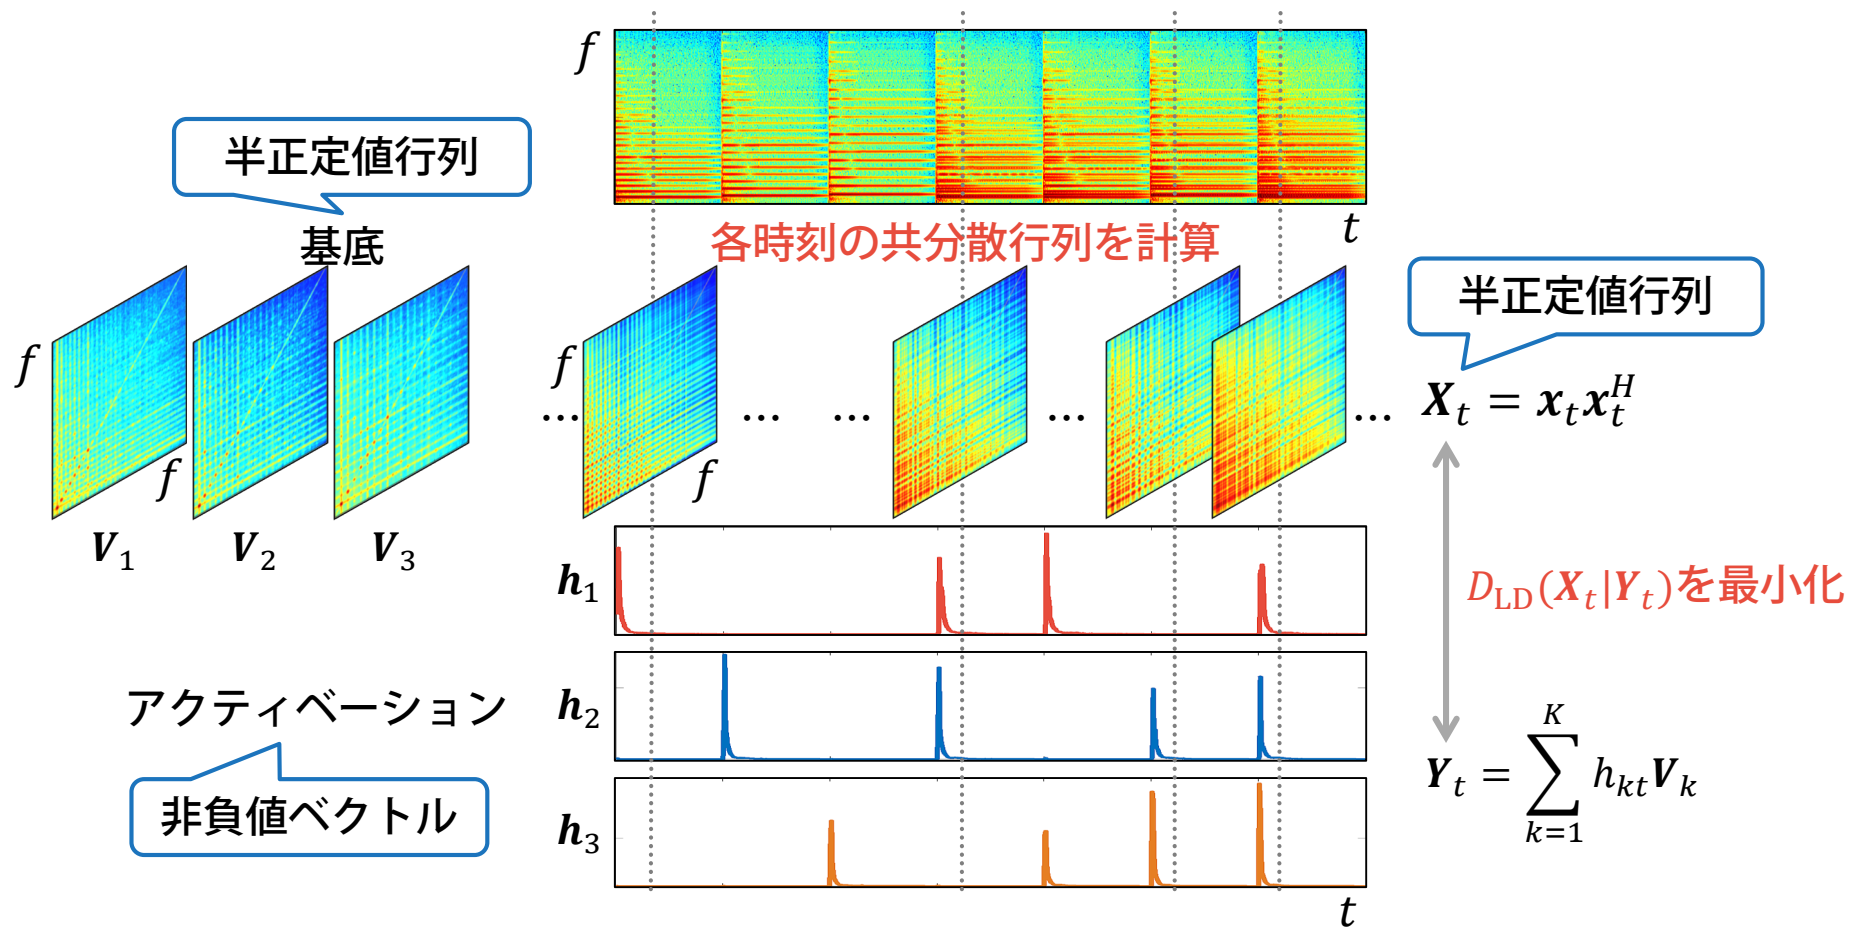 f
半正定値行列
t
各時刻の共分散行列を計算
基底
半正定値行列
f
f
f
f
...
...
...
...
...
X_t = x_t x_t^H
V_1
V_2
V_3
h_1
D_LD(X_t|Y_t)を最小化
アクティベーション
h_2
非負値ベクトル
h_3
Y_t = \sum_{k=1}^{K} h_{kt} V_k
t